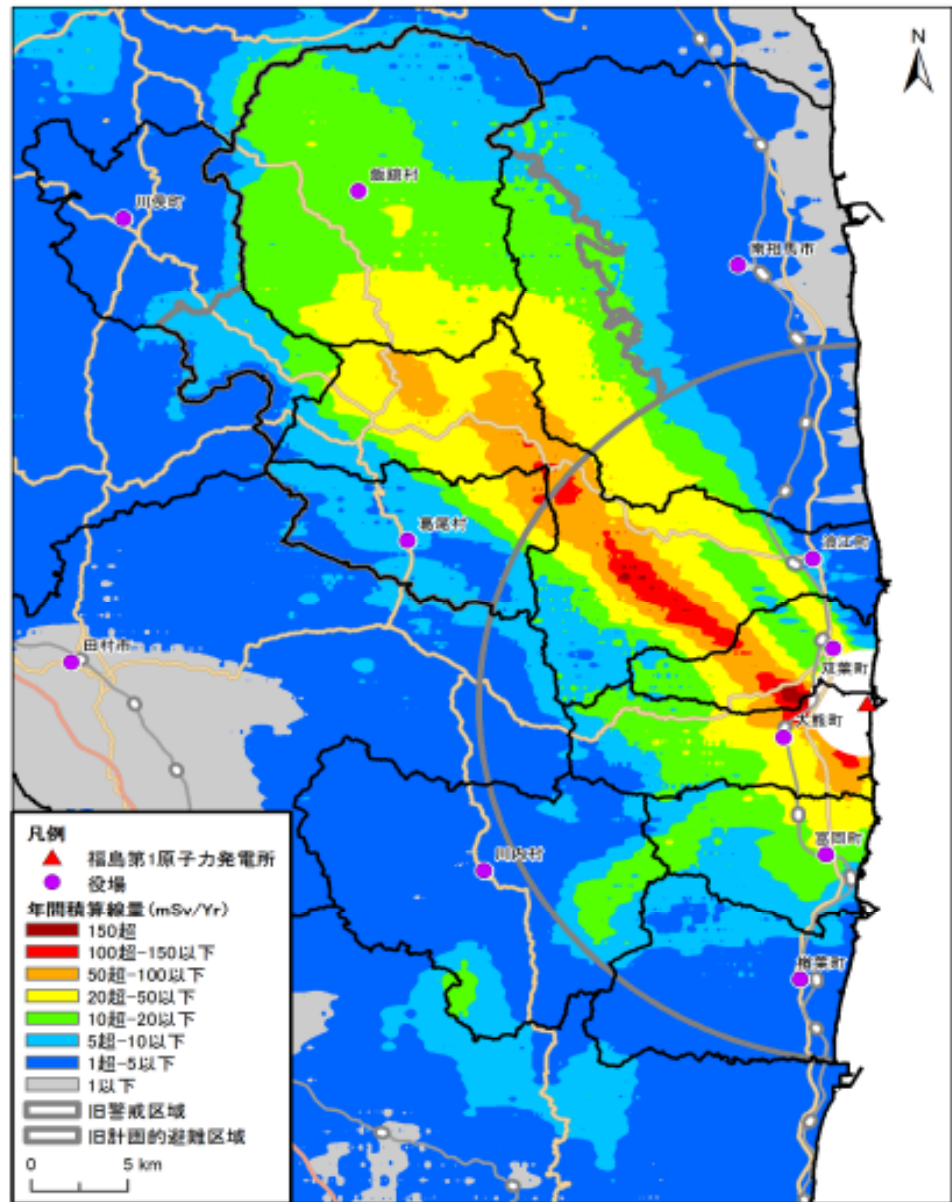 N
飯舘村
川俣町
南相馬市
葛尾村
浪江町
田村市
双葉町
大熊町
川内村
富岡町
楢葉町
凡例
福島第1原子力発電所
役場
年間積算線量(mSv/Yr)
150超
100超-150以下
50超-100以下
20超-50以下
10超-20以下
5超-10以下
1超-5以下
1以下
旧警戒区域
旧計画的避難区域
0 5 km